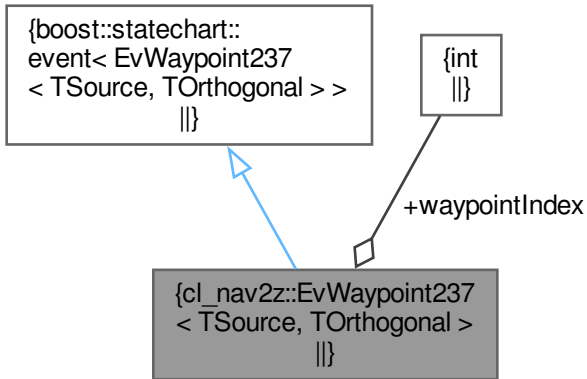 {boost::statechart::
event< EvWaypoint237
< TSource, TOrthogonal > >
||}
{int
||}
+waypointIndex
{cl_nav2z::EvWaypoint237
< TSource, TOrthogonal >
||}